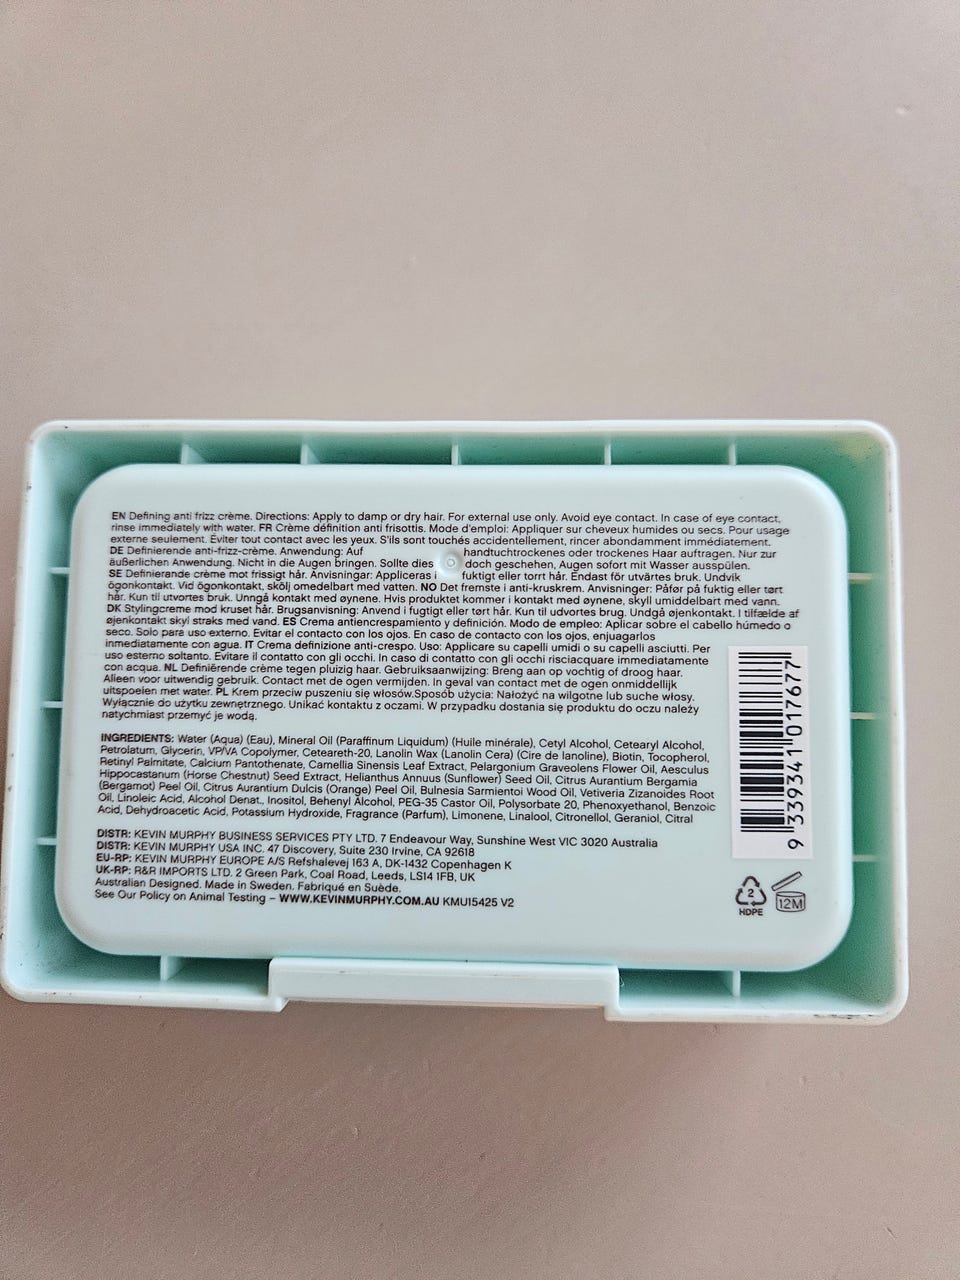 EN Defining anti frizz crème. Directions: Apply to damp or dry hair. For external use only. Avoid eye contact. In case of eye contact,
rinse immediately with water. FR Crème définition anti frisottis. Mode d'emploi: Appliquer sur cheveux humides ou secs. Pour usage
externe seulement. Éviter tout contact avec les yeux. S'ils sont touchés accidentellement, rincer abondamment immédiatement.
DE Definierende anti-frizz-crème. Anwendung: Auf handtuchtrockenes oder trockenes Haar auftragen. Nur zur
äußerlichen Anwendung. Nicht in die Augen bringen. Sollte dies doch geschehen, Augen sofort mit Wasser ausspülen.
SE Definierande crème mot frissigt hår. Anvisningar: Appliceras i fuktigt eller torrt hår. Endast för utvärtes bruk. Undvik
ögonkontakt. Vid ögonkontakt, skölj omedelbart med vatten. NO Det fremste i anti-kruskrem. Anvisninger: Påfør på fuktig eller tørt
hår. Kun til utvortes bruk. Unngå kontakt med øynene. Hvis produktet kommer i kontakt med øynene, skyll umiddelbart med vann.
DK Stylingcreme mod kruset hår. Brugsanvisning: Anvend i fugtigt eller tørt hår. Kun til udvortes brug. Undgå øjenkontakt. I tilfælde af
øjenkontakt skyl straks med vand. ES Crema antiencrespamiento y definición. Modo de empleo: Aplicar sobre el cabello húmedo o
seco. Solo para uso externo. Evitar el contacto con los ojos. En caso de contacto con los ojos, enjuagarlos
inmediatamente con agua. IT Crema definizione anti-crespo. Uso: Applicare su capelli umidi o su capelli asciutti. Per
uso esterno soltanto. Evitare il contatto con gli occhi. In caso di contatto con gli occhi risciacquare immediatamente
con acqua. NL Definiërende crème tegen pluizig haar. Gebruiksaanwijzing: Breng aan op vochtig of droog haar.
Alleen voor uitwendig gebruik. Contact met de ogen vermijden. In geval van contact met de ogen onmiddellijk
uitspoelen met water. PL Krem przeciw puszeniu się włosów.Sposób użycia: Nałożyć na wilgotne lub suche włosy.
Wyłącznie do użytku zewnętrznego. Unikać kontaktu z oczami. W przypadku dostania się produktu do oczu należy
natychmiast przemyć je wodą.
INGREDIENTS: Water (Aqua) (Eau), Mineral Oil (Paraffinum Liquidum) (Huile minérale), Cetyl Alcohol, Cetearyl Alcohol,
Petrolatum, Glycerin, VP/VA Copolymer, Ceteareth-20, Lanolin Wax (Lanolin Cera) (Cire de lanoline), Biotin, Tocopherol,
Retinyl Palmitate, Calcium Pantothenate, Camellia Sinensis Leaf Extract, Pelargonium Graveolens Flower Oil, Aesculus
Hippocastanum (Horse Chestnut) Seed Extract, Helianthus Annuus (Sunflower) Seed Oil, Citrus Aurantium Bergamia
(Bergamot) Peel Oil, Citrus Aurantium Dulcis (Orange) Peel Oil, Bulnesia Sarmientoi Wood Oil, Vetiveria Zizanoides Root
Oil, Linoleic Acid, Alcohol Denat., Inositol, Behenyl Alcohol, PEG-35 Castor Oil, Polysorbate 20, Phenoxyethanol, Benzoic
Acid, Dehydroacetic Acid, Potassium Hydroxide, Fragrance (Parfum), Limonene, Linalool, Citronellol, Geraniol, Citral
DISTR: KEVIN MURPHY BUSINESS SERVICES PTY LTD. 7 Endeavour Way, Sunshine West VIC 3020 Australia
DISTR: KEVIN MURPHY USA INC. 47 Discovery, Suite 230 Irvine, CA 92618
EU-RP: KEVIN MURPHY EUROPE A/S Refshalevej 163 A, DK-1432 Copenhagen K
UK-RP: R&R IMPORTS LTD. 2 Green Park, Coal Road, Leeds, LS14 1FB, UK
Australian Designed. Made in Sweden. Fabriqué en Suède.
See Our Policy on Animal Testing – WWW.KEVINMURPHY.COM.AU KMU15425 V2
9 339341 017677
2
HDPE
12M